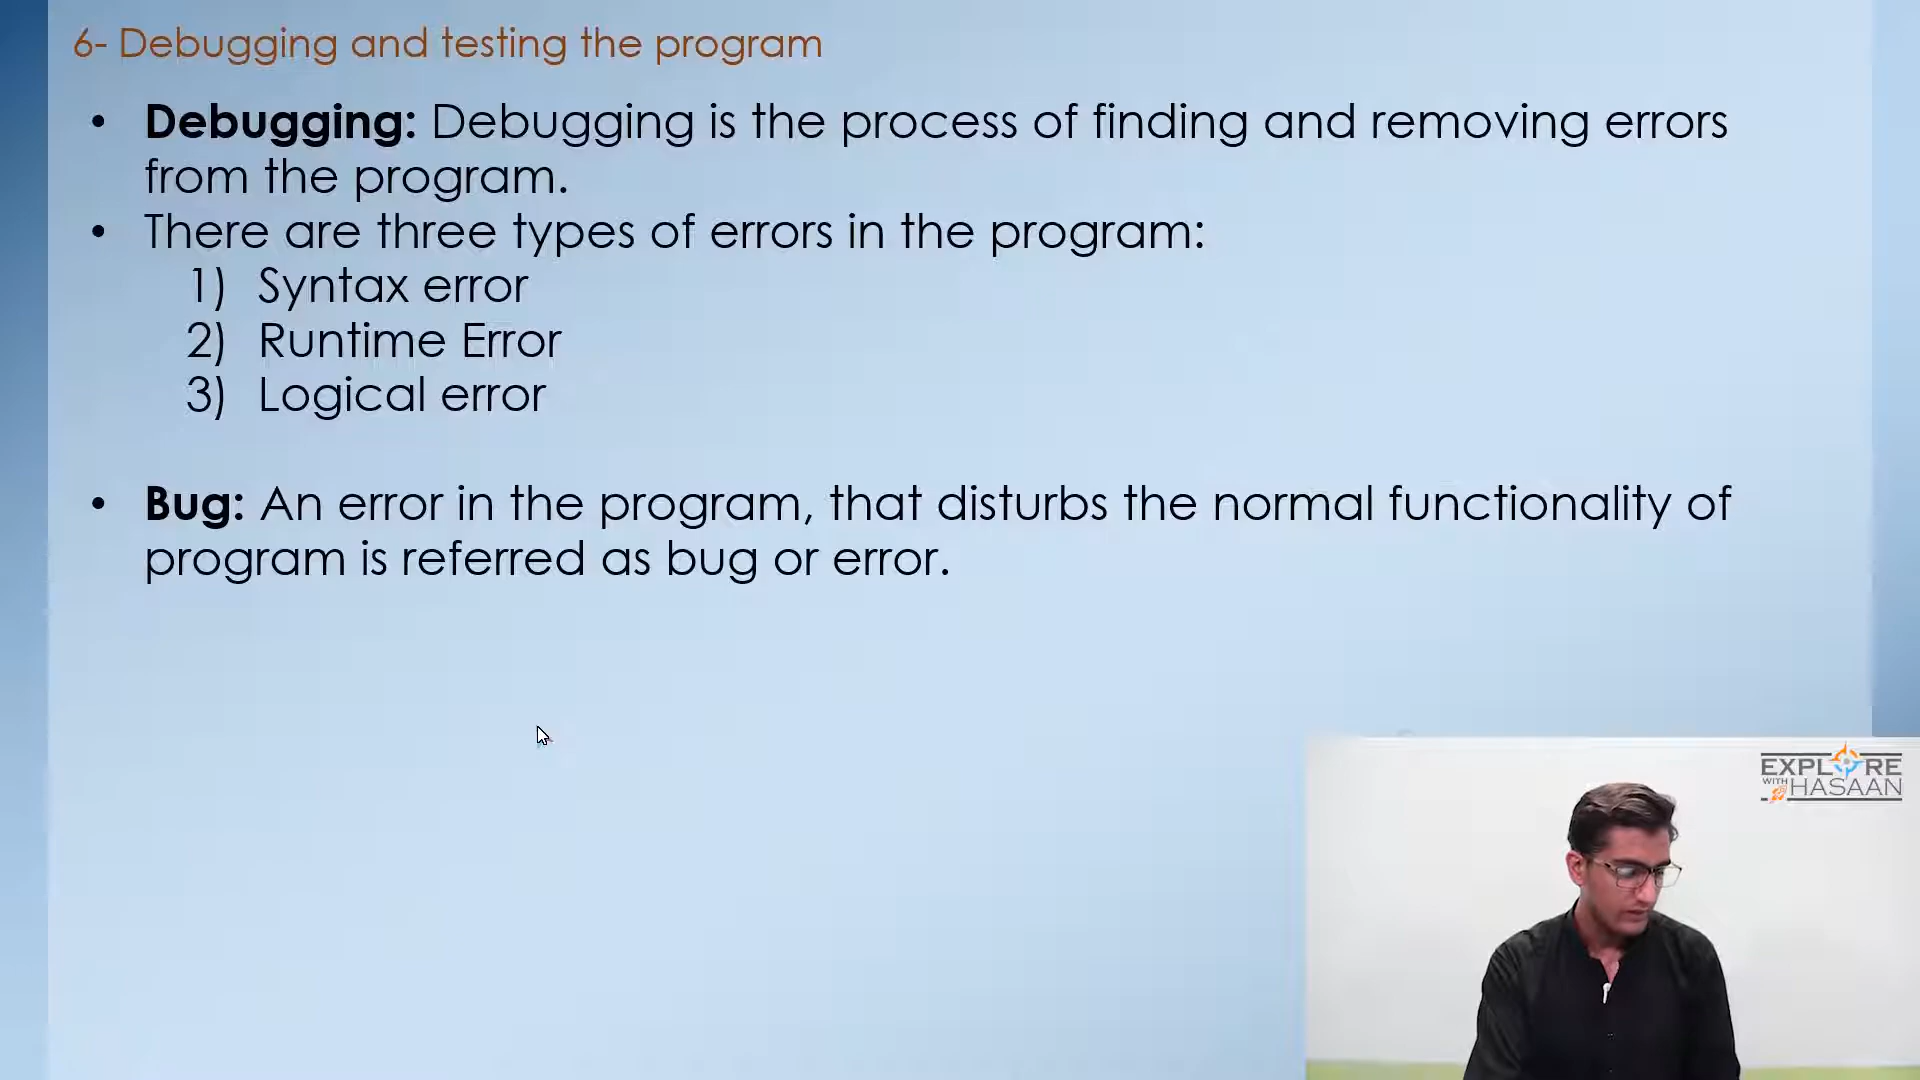 6- Debugging and testing the program
• Debugging: Debugging is the process of finding and removing errors
from the program.
• There are three types of errors in the program:
1) Syntax error
2) Runtime Error
3) Logical error
• Bug: An error in the program, that disturbs the normal functionality of
program is referred as bug or error.
EXPLORE
WITH HASAAN